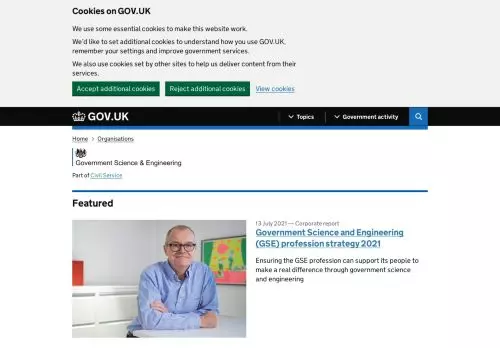 Cookies on GOV.UK
We use some essential cookies to make this website work.
We'd like to set additional cookies to understand how you use GOV.UK,
remember your settings and improve government services.
We also use cookies set by other sites to help us deliver content from their
services.
Accept additional cookies
Reject additional cookies
View cookies
GOV.UK
Topics
Government activity
Home > Organisations
Government Science & Engineering
Part of Civil Service
Featured
13 July 2021 — Corporate report
Government Science and Engineering
(GSE) profession strategy 2021
Ensuring the GSE profession can support its people to
make a real difference through government science
and engineering